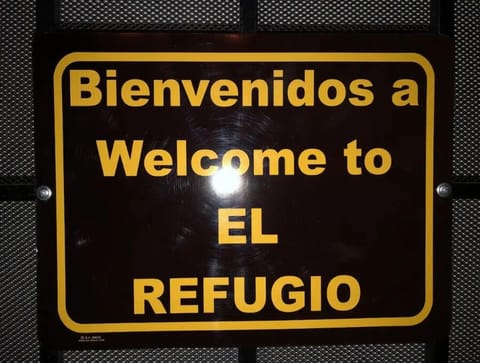 Bienvenidos a
Welcome to
EL
REFUGIO